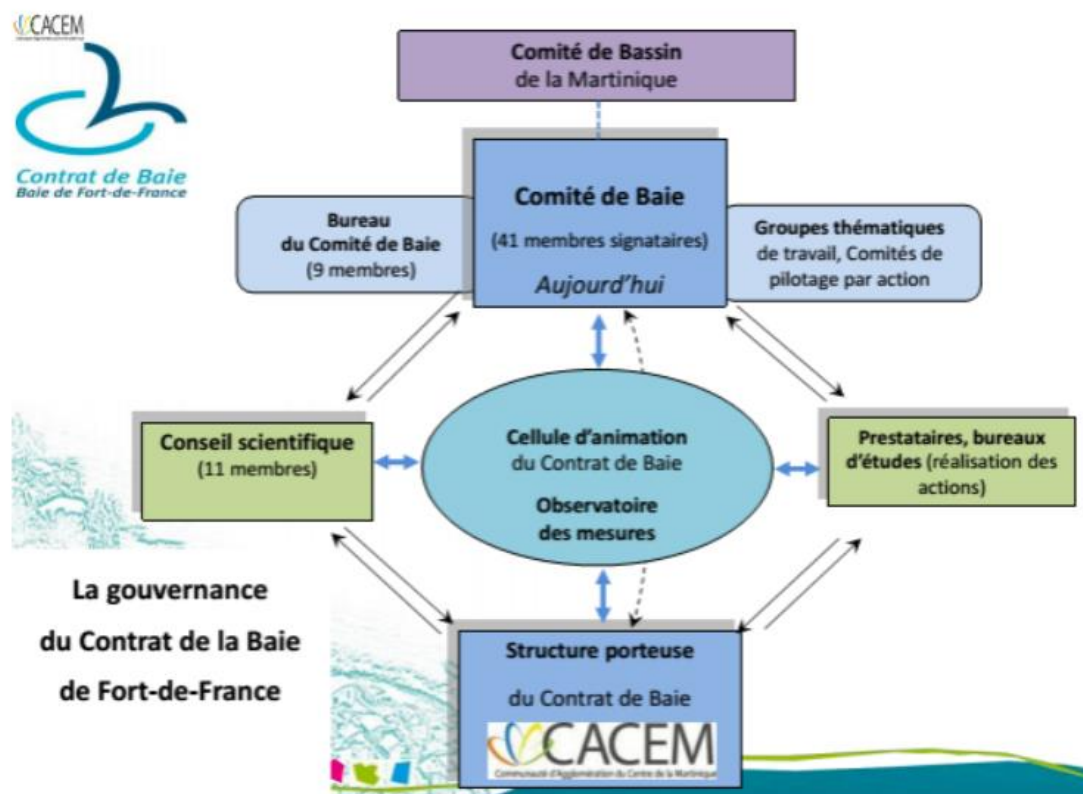 CACEM
Contrat de Baie
Baie de Fort-de-France
Comité de Bassin
de la Martinique
Comité de Baie
(41 membres signataires)
Aujourd'hui
Bureau
du Comité de Baie
(9 membres)
Groupes thématiques
de travail, Comités de
pilotage par action
Conseil scientifique
(11 membres)
Cellule d'animation
du Contrat de Baie
Observatoire
des mesures
Prestataires, bureaux
d'études (réalisation des
actions)
La gouvernance
du Contrat de la Baie
de Fort-de-France
Structure porteuse
du Contrat de Baie
CACEM
Communauté d'Agglomération du Centre de la Martinique